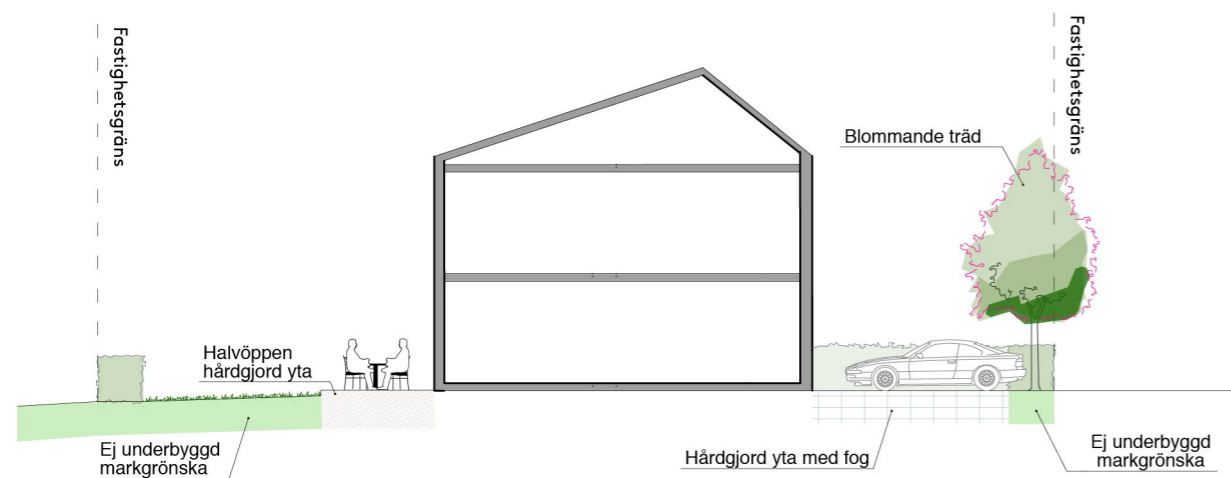 Fastighetsgräns
Fastighetsgräns
Blommande träd
Halvöppen
hårdgjord yta
Ej underbyggd
markgrönska
Hårdgjord yta med fog
Ej underbyggd
markgrönska